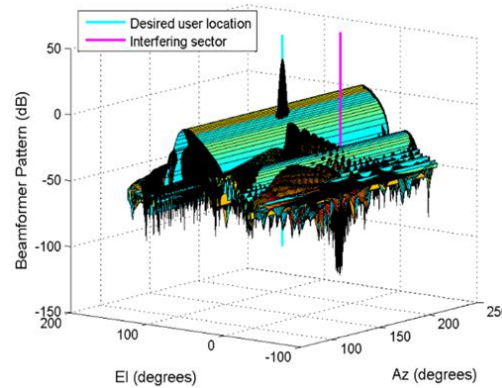 Desired user location
Interfering sector
Beamformer Pattern (dB)
50
0
-50
-100
-150
200
100
0
-100
El (degrees)
100
150
200
250
Az (degrees)